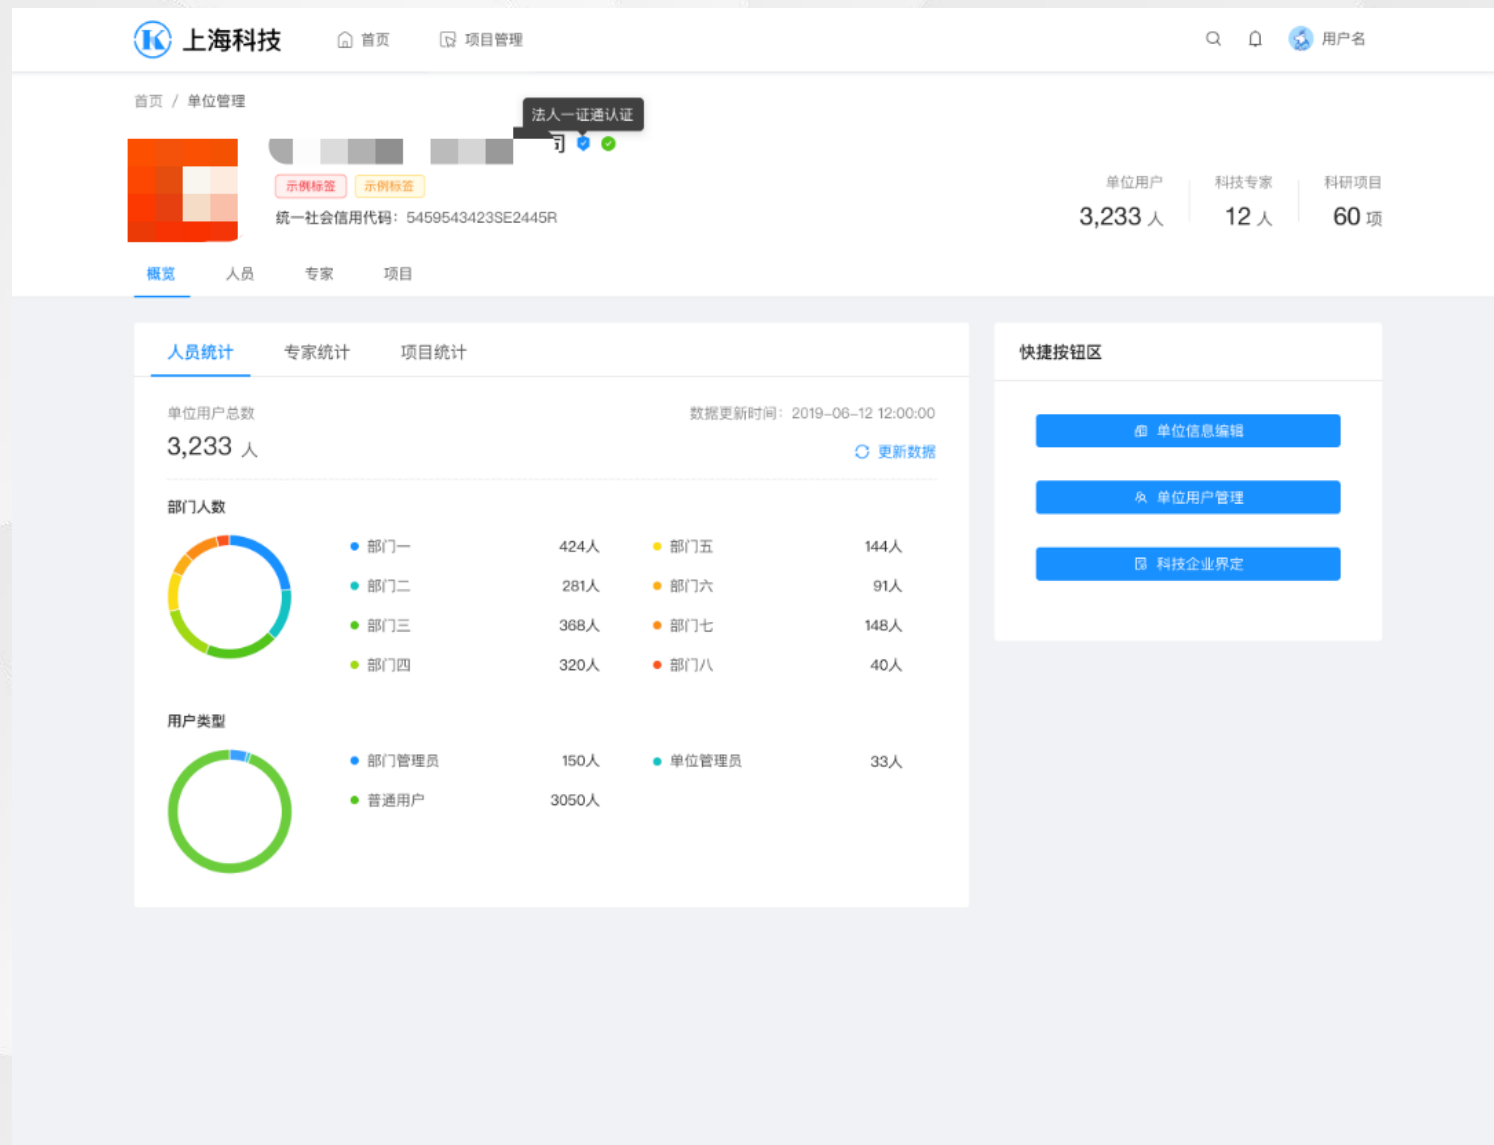 上海科技 首页 项目管理 用户名
首页 / 单位管理
法人一证通认证
司
示例标签 示例标签
统一社会信用代码：5459543423SE2445R
单位用户 科技专家 科研项目
3,233 人 12 人 60 项
概览 人员 专家 项目
人员统计 专家统计 项目统计
单位用户总数 数据更新时间：2019-06-12 12:00:00
3,233 人 更新数据
部门人数
部门一 424人 部门五 144人
部门二 281人 部门六 91人
部门三 368人 部门七 148人
部门四 320人 部门八 40人
用户类型
部门管理员 150人 单位管理员 33人
普通用户 3050人
快捷按钮区
单位信息编辑
单位用户管理
科技企业界定